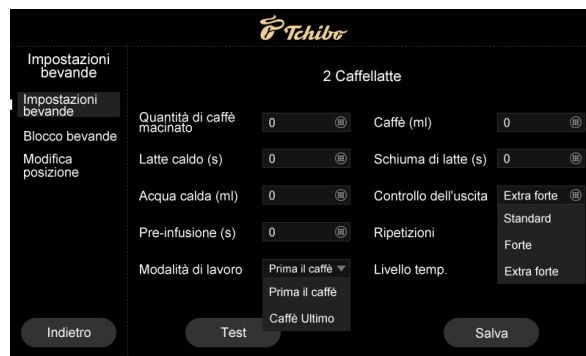 Tchibo
Impostazioni
bevande
2 Caffellatte
Impostazioni
bevande
Blocco bevande
Modifica
posizione
Quantità di caffè
macinato
0
Caffè (ml)
0
Latte caldo (s)
0
Schiuma di latte (s)
0
Acqua calda (ml)
0
Controllo dell'uscita
Extra forte
Standard
Forte
Extra forte
Pre-infusione (s)
0
Ripetizioni
Modalità di lavoro
Prima il caffè
Prima il caffè
Caffè Ultimo
Livello temp.
Indietro
Test
Salva